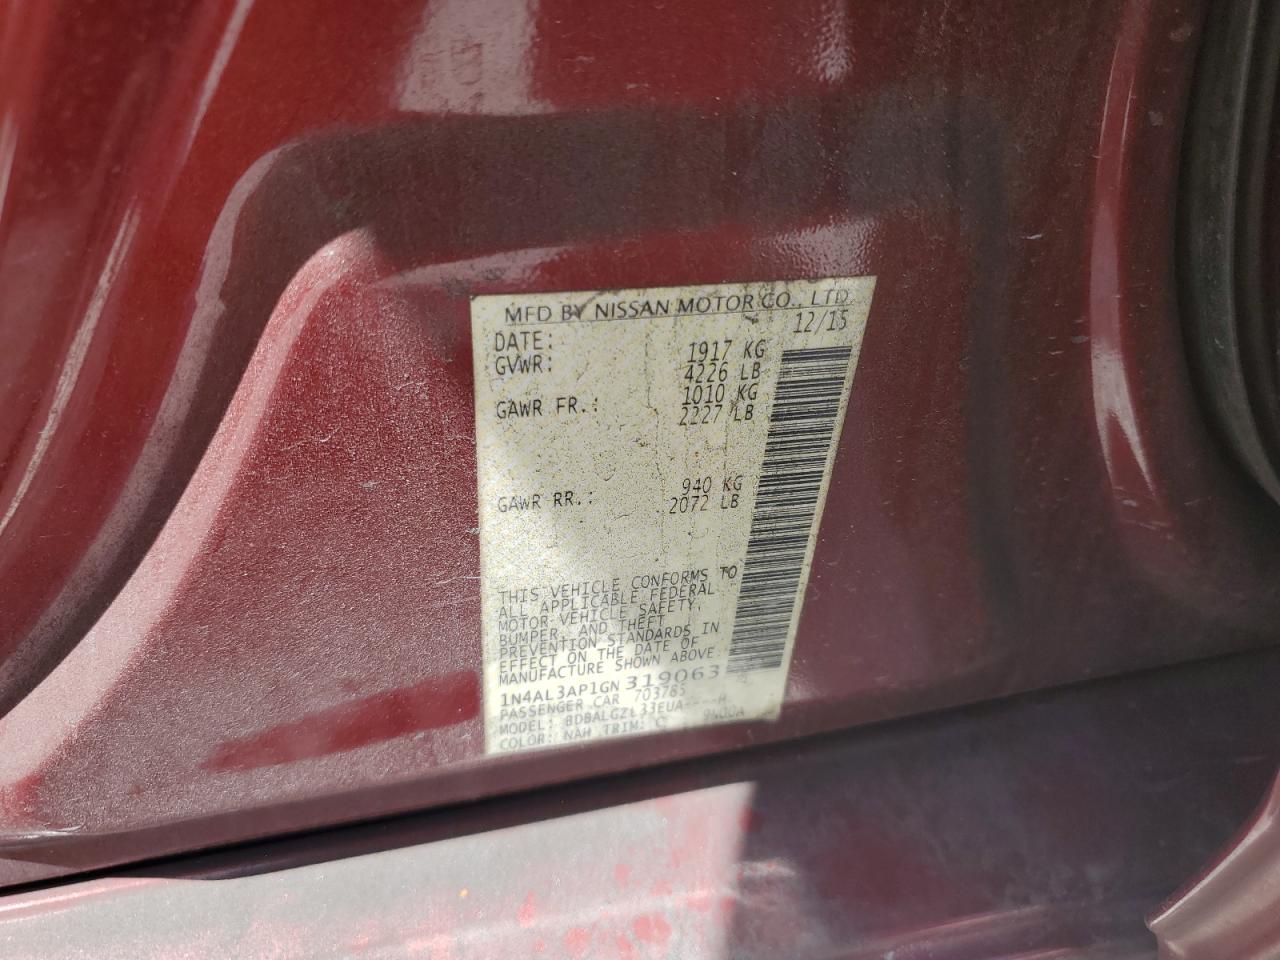 MFD BY NISSAN MOTOR CO., LTD.
DATE: 12/15
GVWR: 1917 KG
4226 LB
GAWR FR.: 1010 KG
2227 LB
GAWR RR.: 940 KG
2072 LB
THIS VEHICLE CONFORMS TO
ALL APPLICABLE FEDERAL
MOTOR VEHICLE SAFETY,
BUMPER, AND THEFT
PREVENTION STANDARDS IN
EFFECT ON THE DATE OF
MANUFACTURE SHOWN ABOVE.
1N4AL3AP1GN319063
PASSENGER CAR 703785
MODEL: BDBALGZL33EUA----H
COLOR: NAH TRIM: